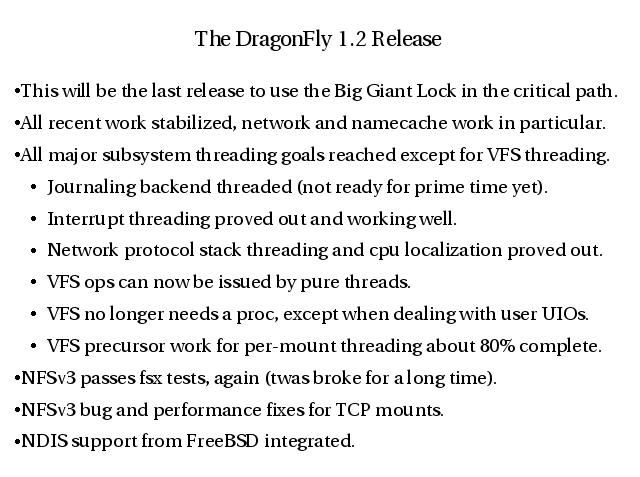 The DragonFly 1.2 Release
•This will be the last release to use the Big Giant Lock in the critical path.
•All recent work stabilized, network and namecache work in particular.
•All major subsystem threading goals reached except for VFS threading.
• Journaling backend threaded (not ready for prime time yet).
• Interrupt threading proved out and working well.
• Network protocol stack threading and cpu localization proved out.
• VFS ops can now be issued by pure threads.
• VFS no longer needs a proc, except when dealing with user UIOs.
• VFS precursor work for per-mount threading about 80% complete.
•NFSv3 passes fsx tests, again (twas broke for a long time).
•NFSv3 bug and performance fixes for TCP mounts.
•NDIS support from FreeBSD integrated.